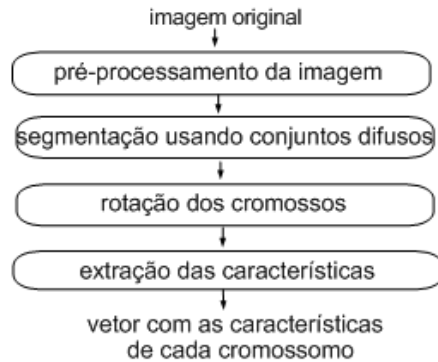 imagem original
pré-processamento da imagem
segmentação usando conjuntos difusos
rotação dos cromossos
extração das características
vetor com as características
de cada cromossomo